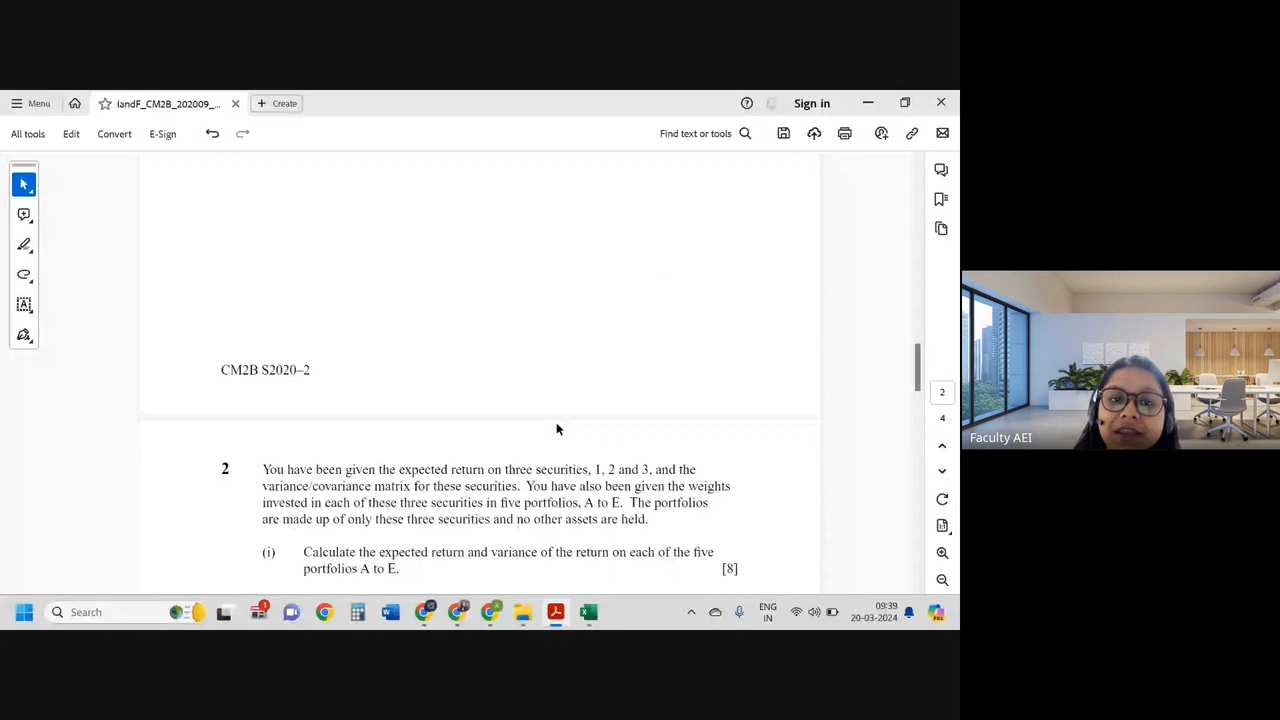 Menu
IandF_CM2B_202009_...
Create
Sign in
All tools
Edit
Convert
E-Sign
Find text or tools
CM2B S2020–2
2
4
2 You have been given the expected return on three securities, 1, 2 and 3, and the
variance/covariance matrix for these securities. You have also been given the weights
invested in each of these three securities in five portfolios, A to E. The portfolios
are made up of only these three securities and no other assets are held.
(i) Calculate the expected return and variance of the return on each of the five
portfolios A to E. [8]
Faculty AEI
Search
ENG
IN
09:39
20-03-2024